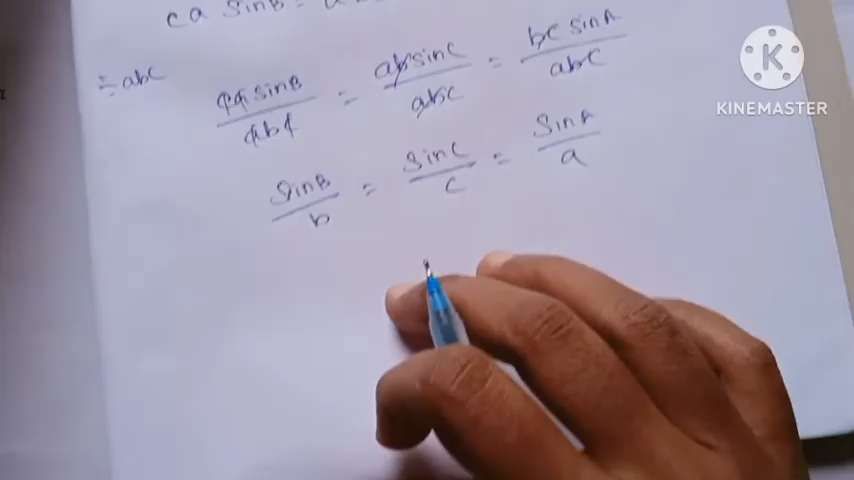 ca sinB =
÷abc ca sinB / abc = ab sinC / abc = bc sinA / abc
sinB / b = sinC / c = sinA / a
KINEMASTER